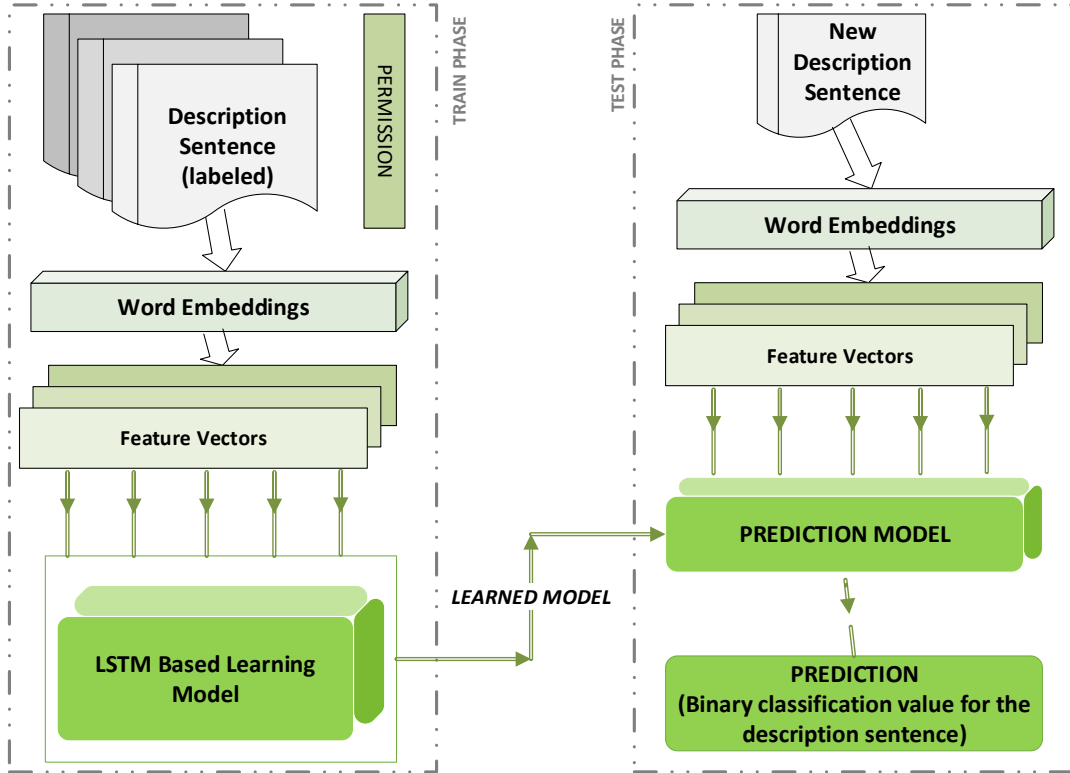 Description
Sentence
(labeled)
PERMISSION
TRAIN PHASE
Word Embeddings
Feature Vectors
LSTM Based Learning
Model
LEARNED MODEL
TEST PHASE
New
Description
Sentence
Word Embeddings
Feature Vectors
PREDICTION MODEL
PREDICTION
(Binary classification value for the
description sentence)